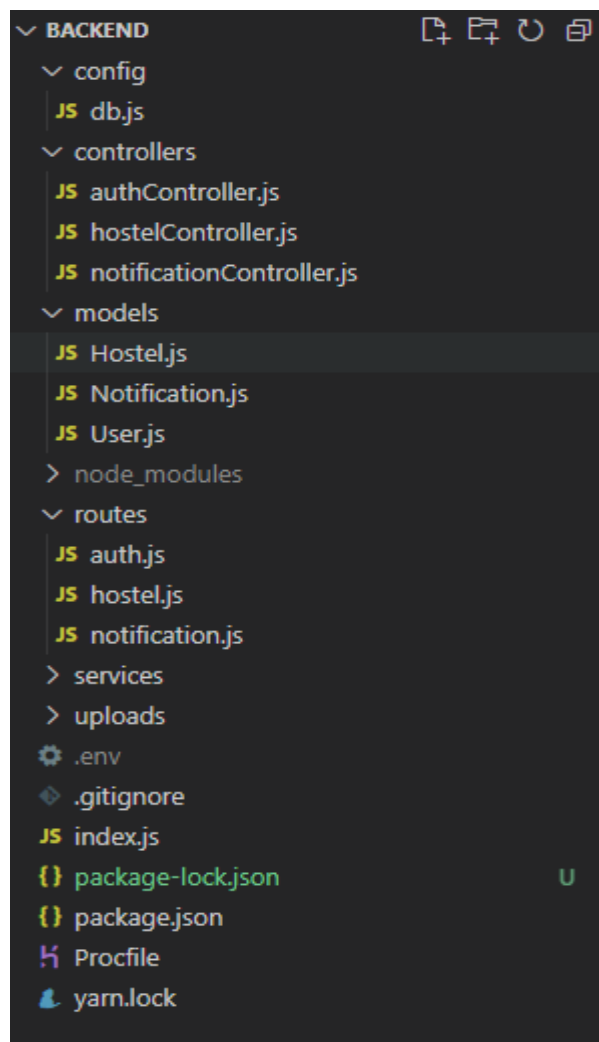 BACKEND
config
JS db.js
controllers
JS authController.js
JS hostelController.js
JS notificationController.js
models
JS Hostel.js
JS Notification.js
JS User.js
node_modules
routes
JS auth.js
JS hostel.js
JS notification.js
services
uploads
.env
.gitignore
JS index.js
{} package-lock.json U
{} package.json
Procfile
yarn.lock